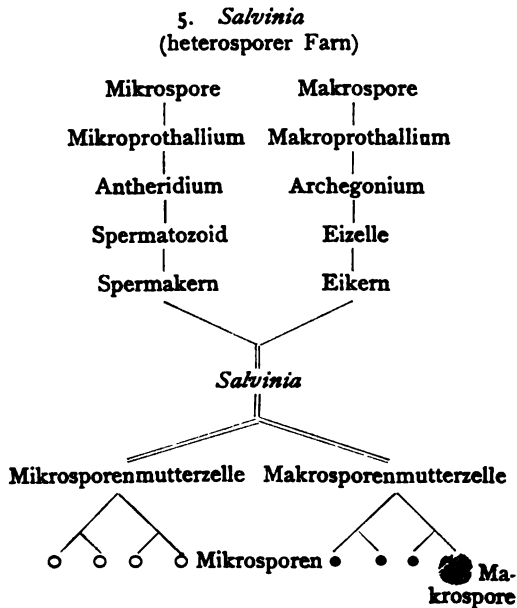 5. Salvinia
(heterosporer Farn)
Mikrospore Makrospore
Mikroprothallium Makroprothallium
Antheridium Archegonium
Spermatozoid Eizelle
Spermakern Eikern
Salvinia
Mikrosporenmutterzelle Makrosporenmutterzelle
Mikrosporen Ma-
krospore